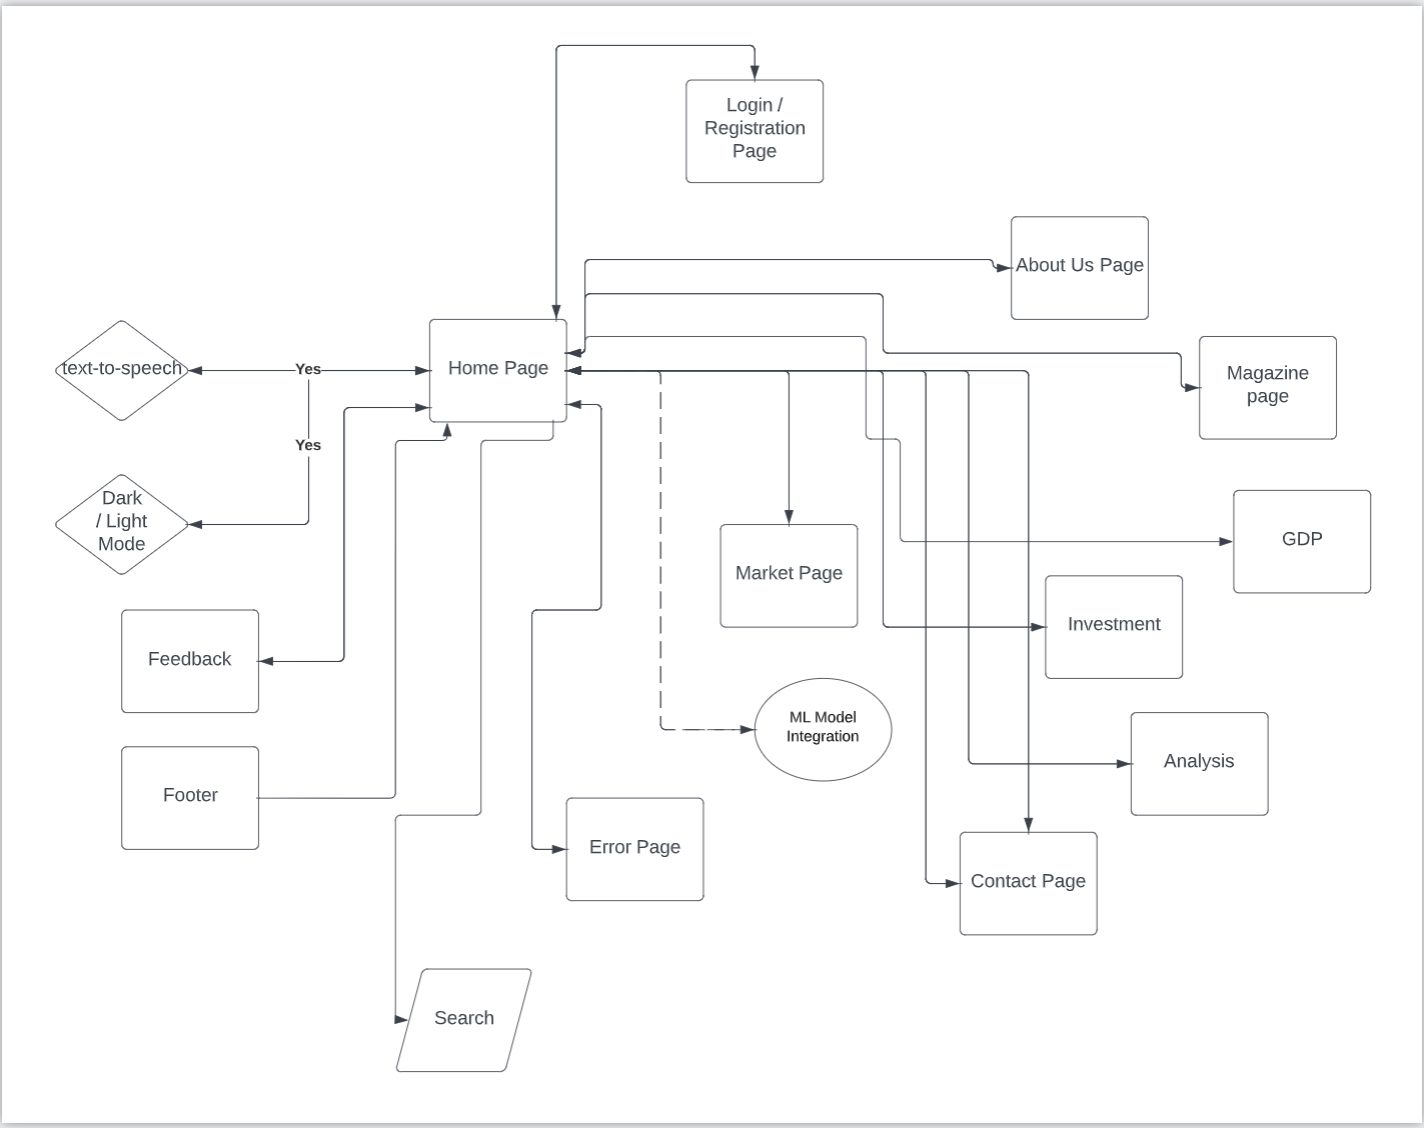 Login /
Registration
Page
About Us Page
Home Page
text-to-speech
Yes
Magazine
page
Yes
Dark
/ Light
Mode
GDP
Market Page
Investment
Feedback
ML Model
Integration
Analysis
Footer
Error Page
Contact Page
Search